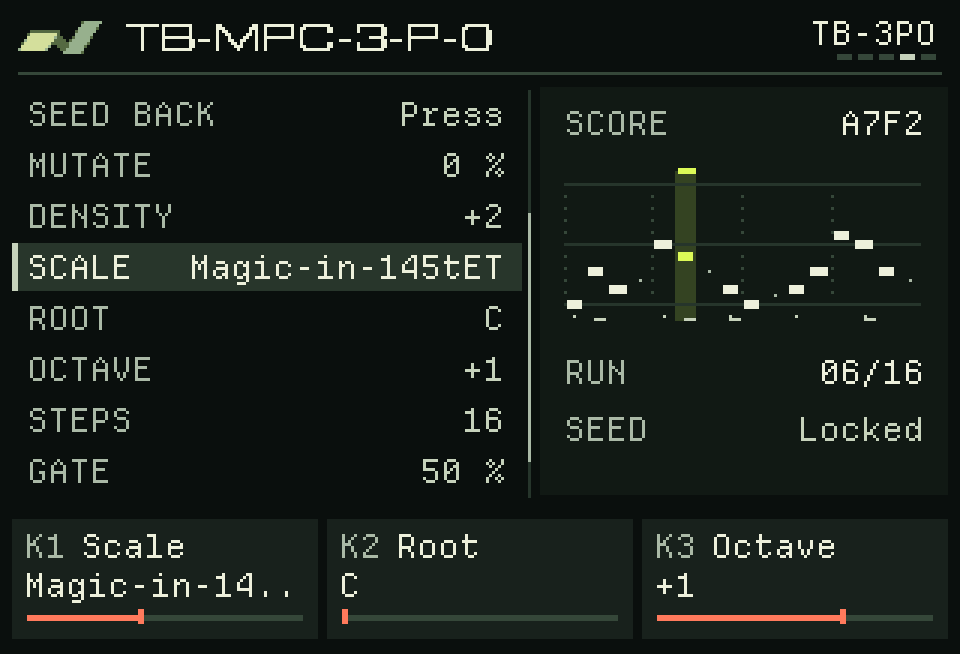 TB-MPC-3-P-O
TB-3PO
SEED BACK Press
MUTATE 0 %
DENSITY +2
SCALE Magic-in-145tET
ROOT C
OCTAVE +1
STEPS 16
GATE 50 %
SCORE A7F2
RUN 06/16
SEED Locked
K1 Scale
Magic-in-14..
K2 Root
C
K3 Octave
+1